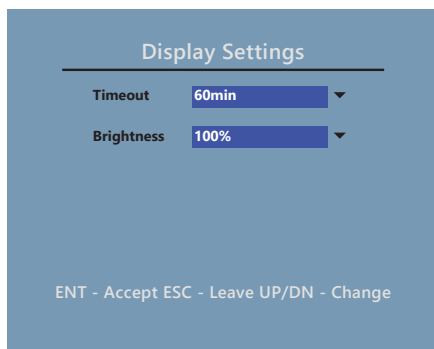 Display Settings
Timeout 60min
Brightness 100%
ENT - Accept ESC - Leave UP/DN - Change